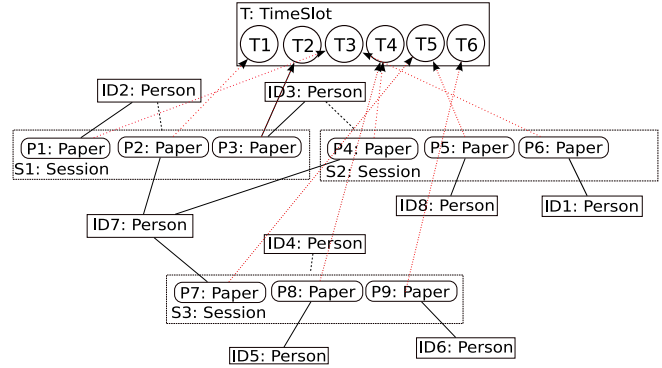 T: TimeSlot
T1 T2 T3 T4 T5 T6
ID2: Person
ID3: Person
P1: Paper
P2: Paper
P3: Paper
P4: Paper
P5: Paper
P6: Paper
S1: Session
S2: Session
ID7: Person
ID8: Person
ID1: Person
ID4: Person
P7: Paper
P8: Paper
P9: Paper
S3: Session
ID5: Person
ID6: Person